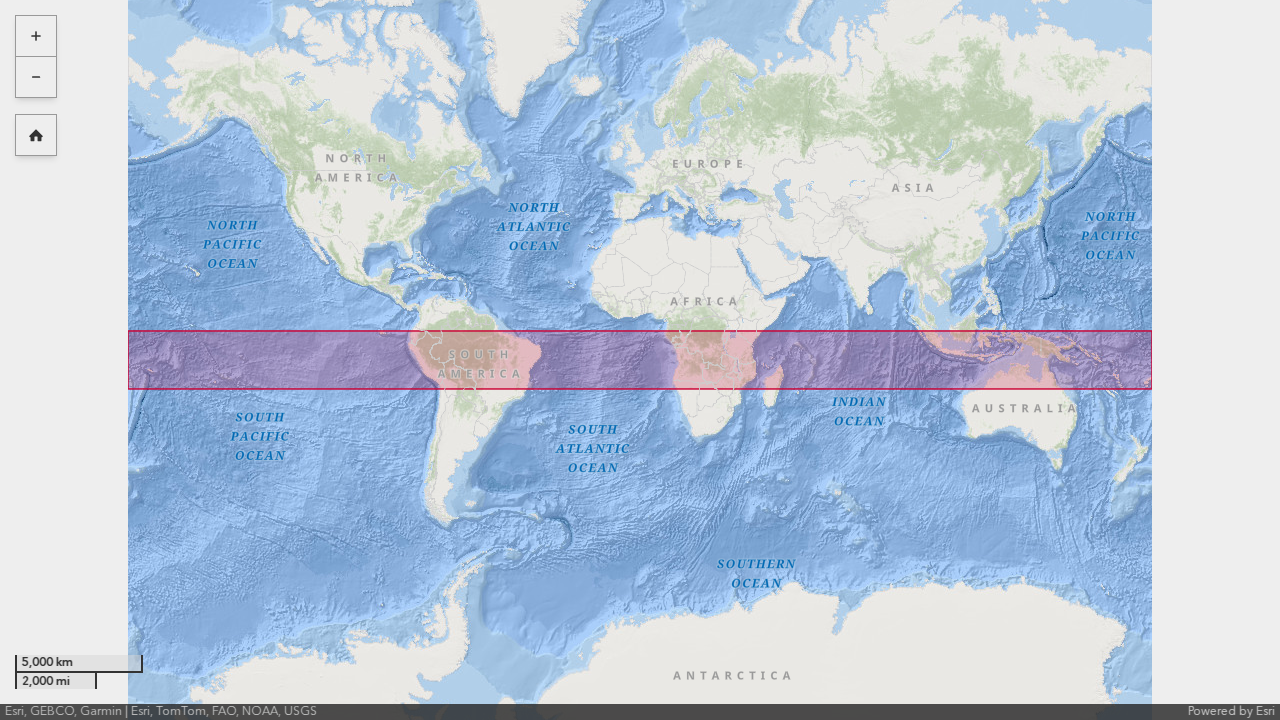 +
−
NORTH
AMERICA
EUROPE
ASIA
NORTH
PACIFIC
OCEAN
NORTH
ATLANTIC
OCEAN
NORTH
PACIFIC
OCEAN
AFRICA
SOUTH
AMERICA
INDIAN
OCEAN
AUSTRALIA
SOUTH
PACIFIC
OCEAN
SOUTH
ATLANTIC
OCEAN
SOUTHERN
OCEAN
ANTARCTICA
5,000 km
2,000 mi
Esri, GEBCO, Garmin | Esri, TomTom, FAO, NOAA, USGS
Powered by Esri